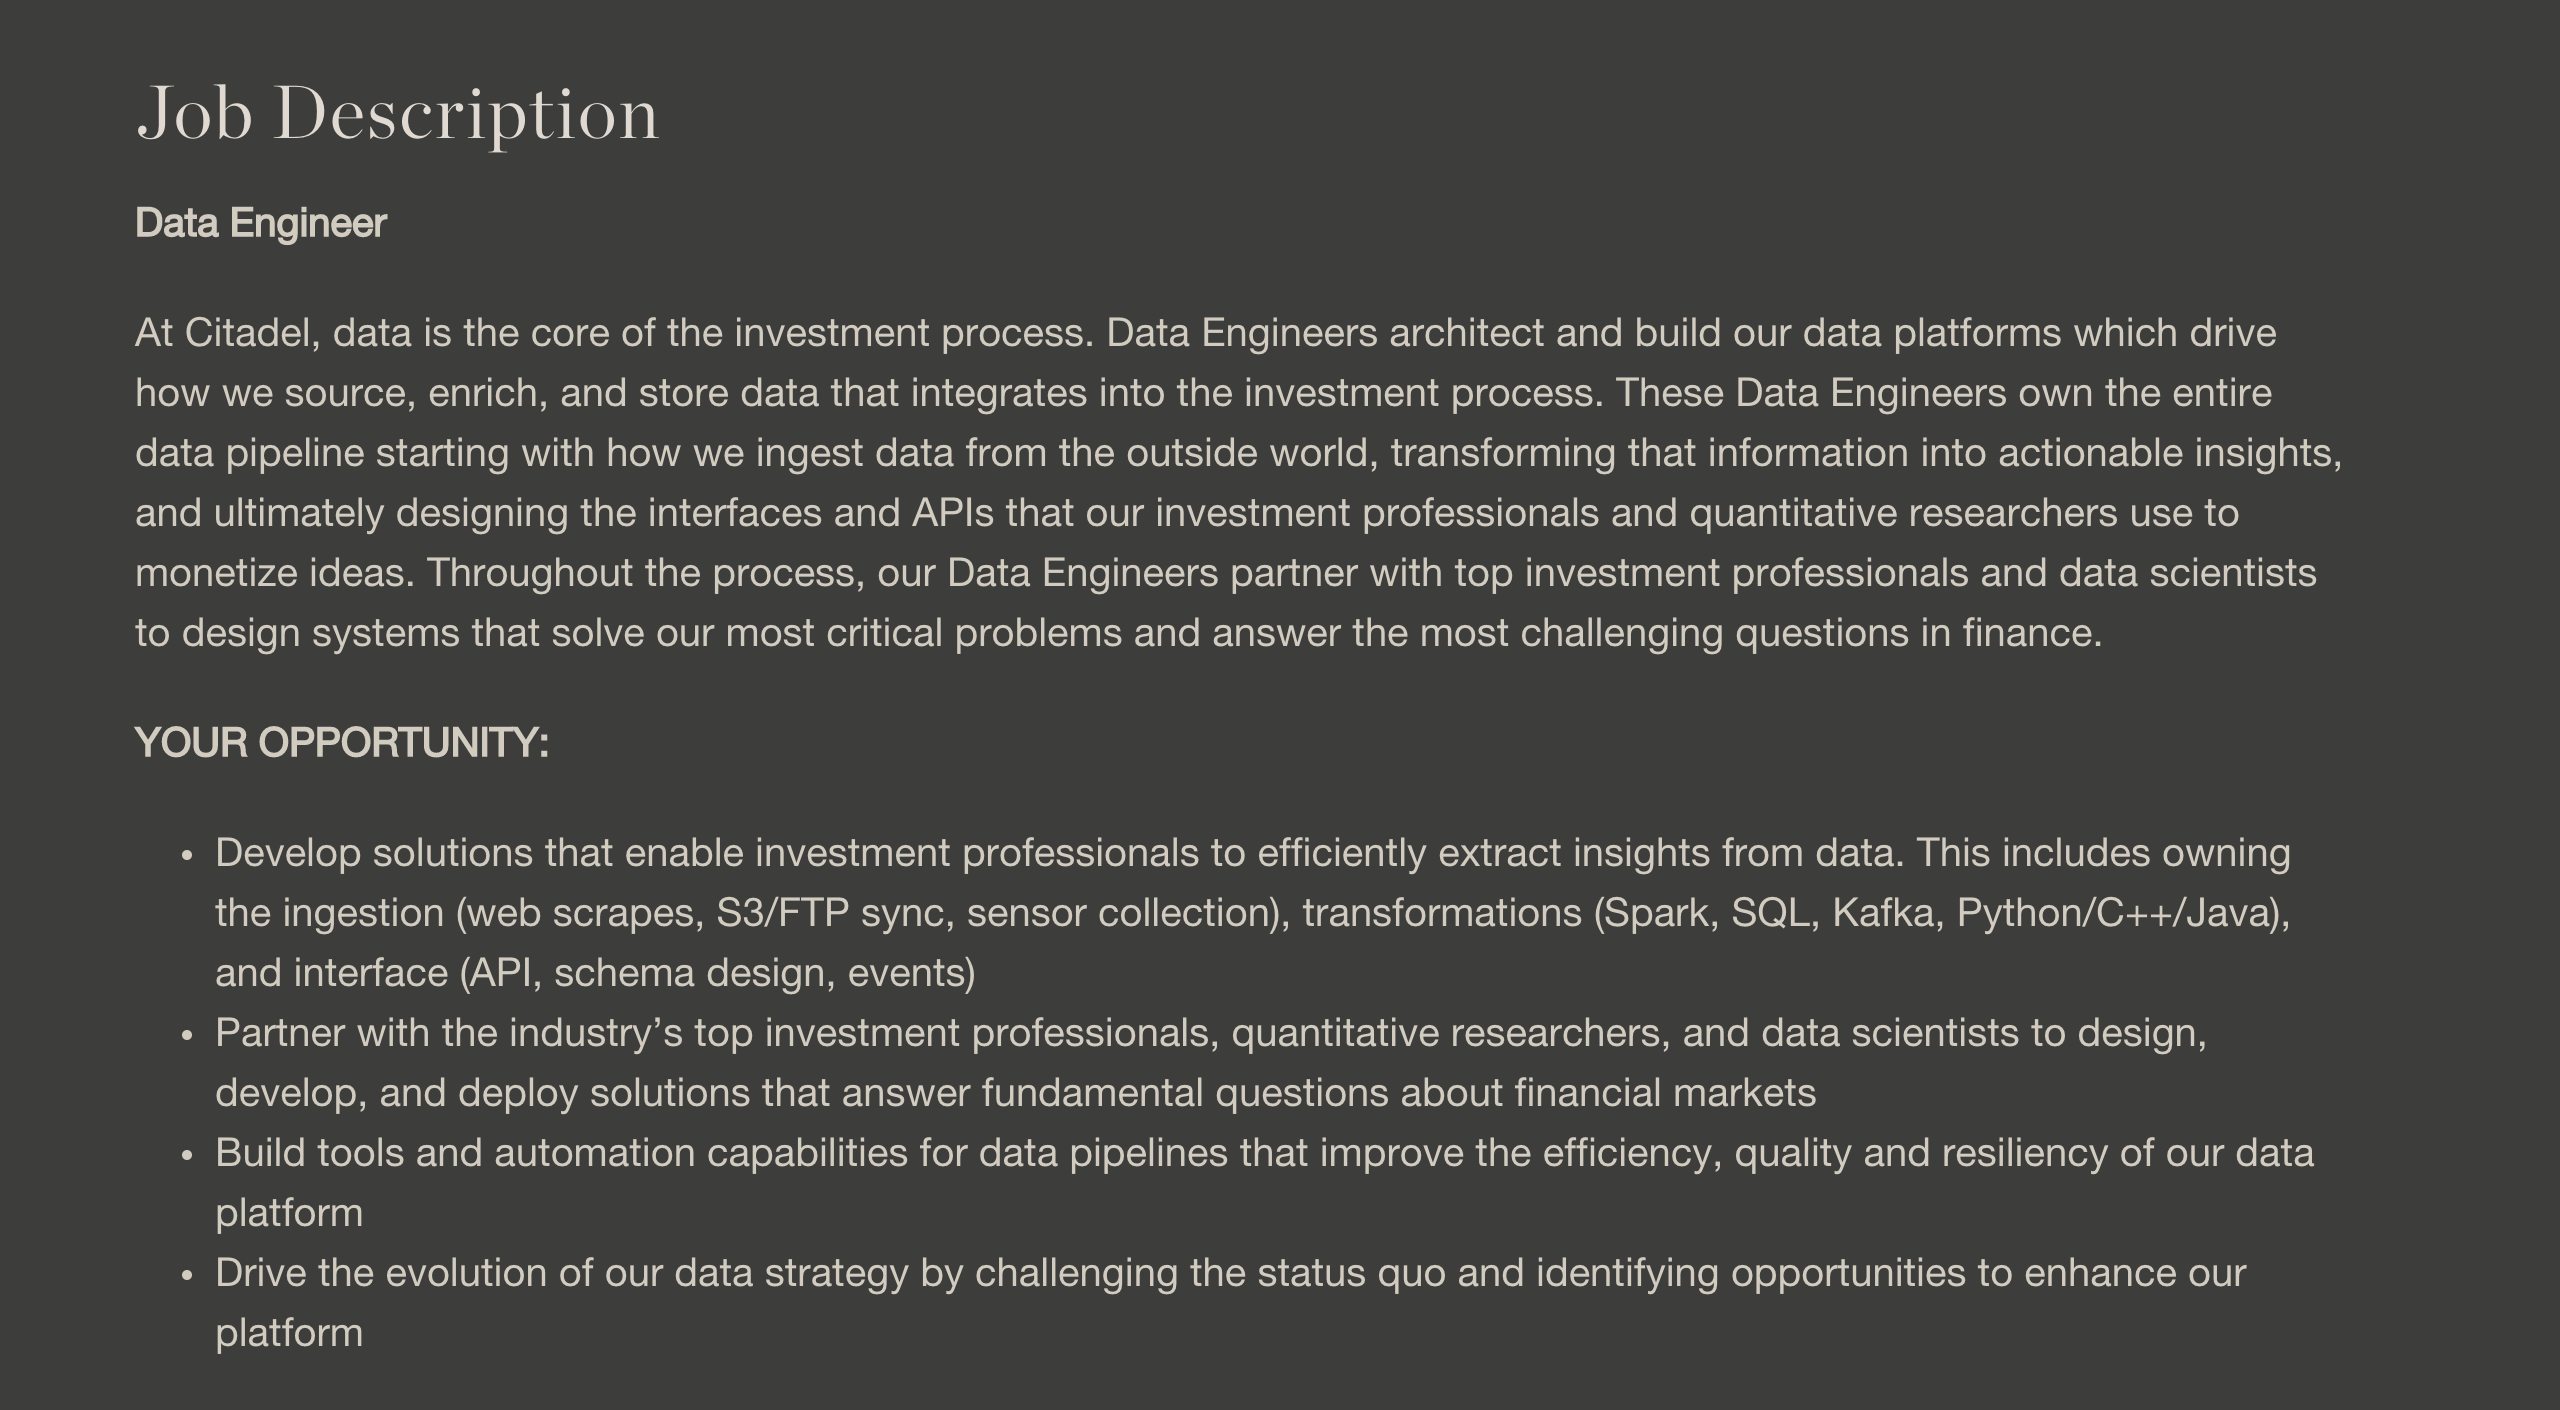 Job Description
Data Engineer
At Citadel, data is the core of the investment process. Data Engineers architect and build our data platforms which drive
how we source, enrich, and store data that integrates into the investment process. These Data Engineers own the entire
data pipeline starting with how we ingest data from the outside world, transforming that information into actionable insights,
and ultimately designing the interfaces and APIs that our investment professionals and quantitative researchers use to
monetize ideas. Throughout the process, our Data Engineers partner with top investment professionals and data scientists
to design systems that solve our most critical problems and answer the most challenging questions in finance.
YOUR OPPORTUNITY:
• Develop solutions that enable investment professionals to efficiently extract insights from data. This includes owning
the ingestion (web scrapes, S3/FTP sync, sensor collection), transformations (Spark, SQL, Kafka, Python/C++/Java),
and interface (API, schema design, events)
• Partner with the industry’s top investment professionals, quantitative researchers, and data scientists to design,
develop, and deploy solutions that answer fundamental questions about financial markets
• Build tools and automation capabilities for data pipelines that improve the efficiency, quality and resiliency of our data
platform
• Drive the evolution of our data strategy by challenging the status quo and identifying opportunities to enhance our
platform